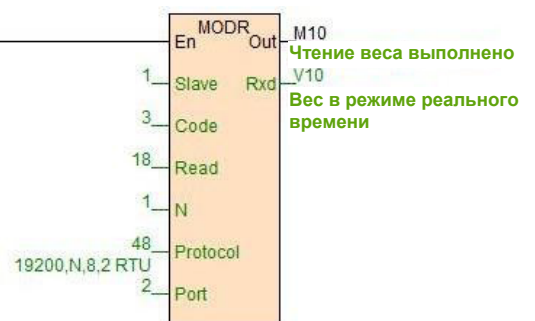 MODR
En Out M10
Чтение веса выполнено
1 Slave Rxd V10
Вес в режиме реального
времени
3 Code
18 Read
1 N
48 Protocol
19200,N,8,2 RTU
2 Port